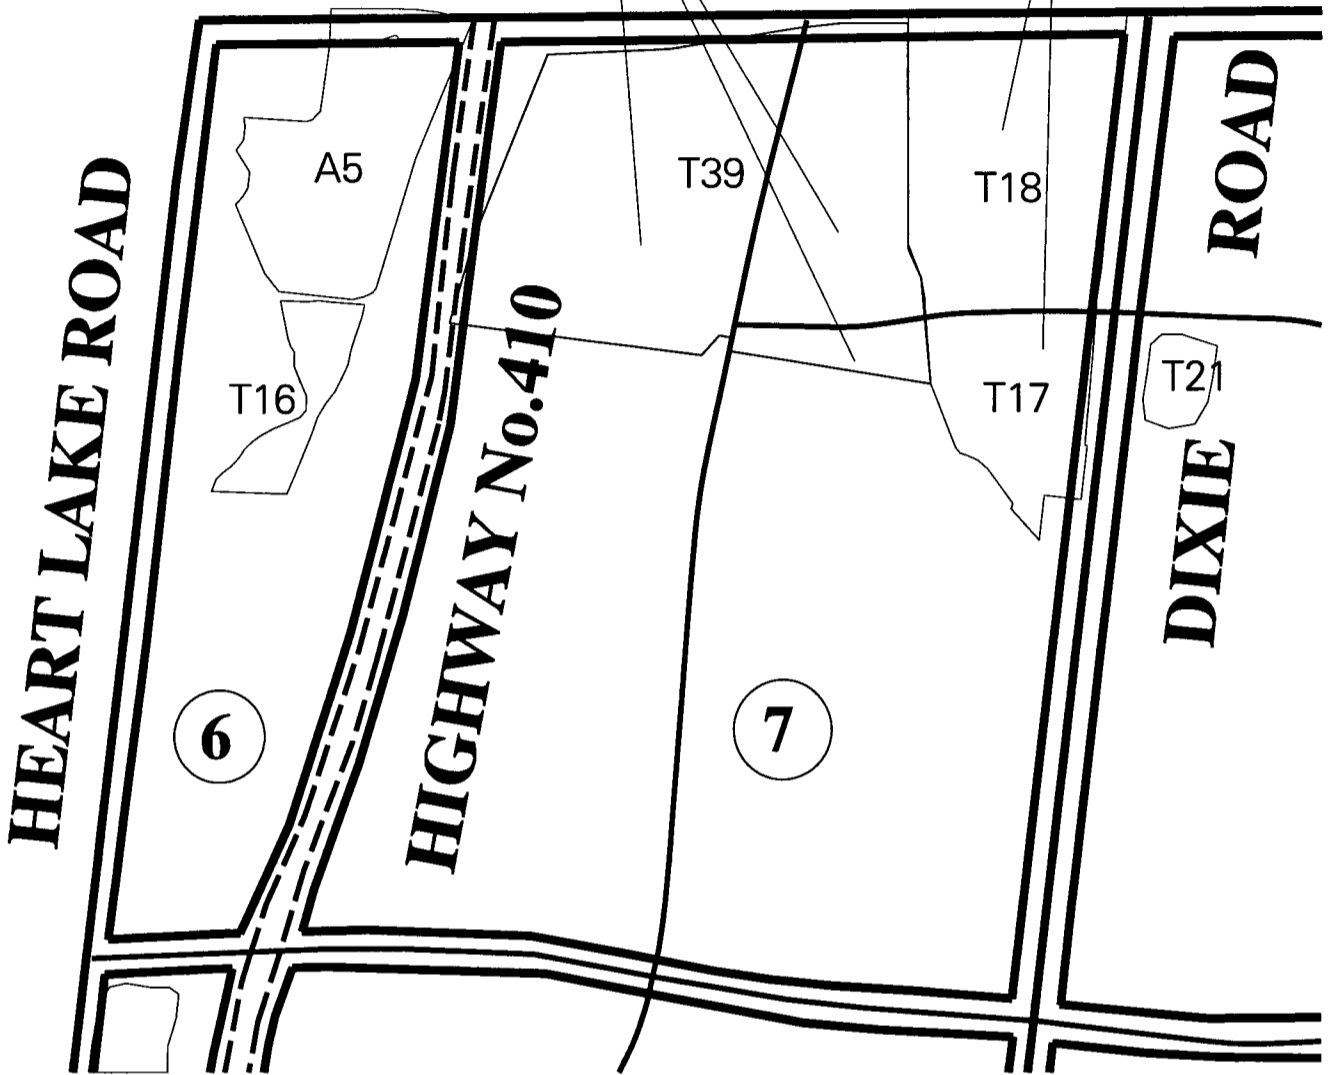 A5
T39
T18
ROAD
HEART LAKE ROAD
T16
HIGHWAY No.410
T17
T21
DIXIE
6
7